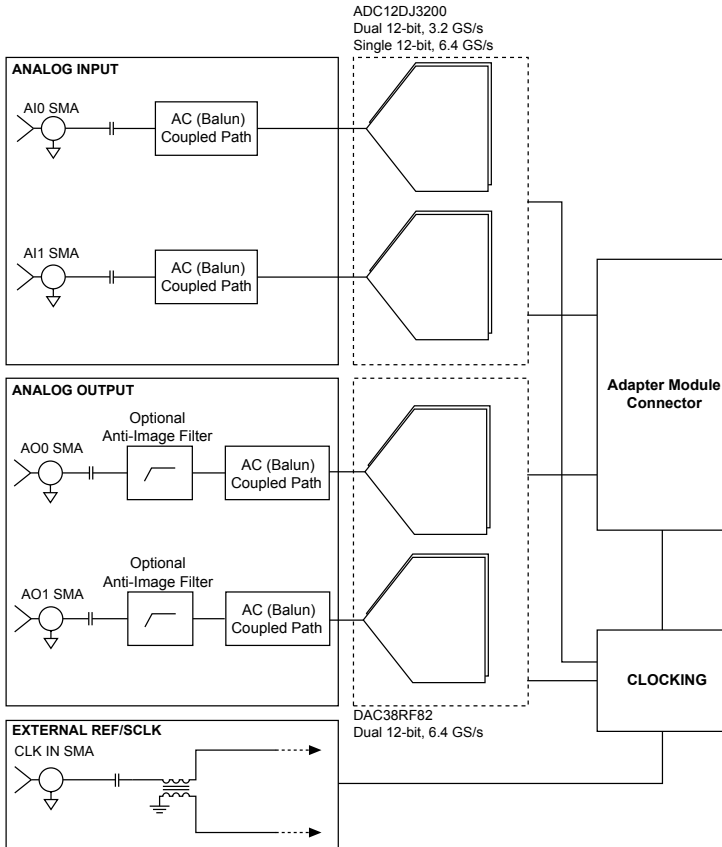 ADC12DJ3200
Dual 12-bit, 3.2 GS/s
Single 12-bit, 6.4 GS/s
ANALOG INPUT
AI0 SMA
AC (Balun)
Coupled Path
AI1 SMA
AC (Balun)
Coupled Path
Adapter Module
Connector
ANALOG OUTPUT
Optional
Anti-Image Filter
AO0 SMA
AC (Balun)
Coupled Path
Optional
Anti-Image Filter
AO1 SMA
AC (Balun)
Coupled Path
CLOCKING
DAC38RF82
Dual 12-bit, 6.4 GS/s
EXTERNAL REF/SCLK
CLK IN SMA